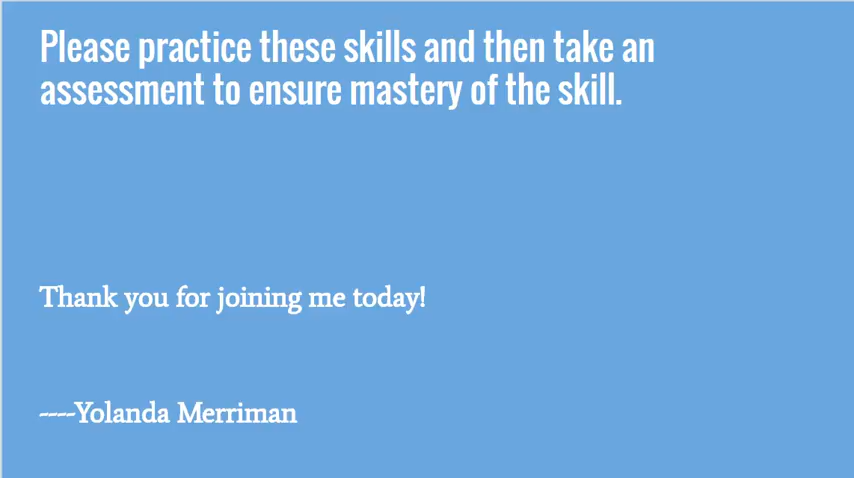 Please practice these skills and then take an
assessment to ensure mastery of the skill.
Thank you for joining me today!
----Yolanda Merriman